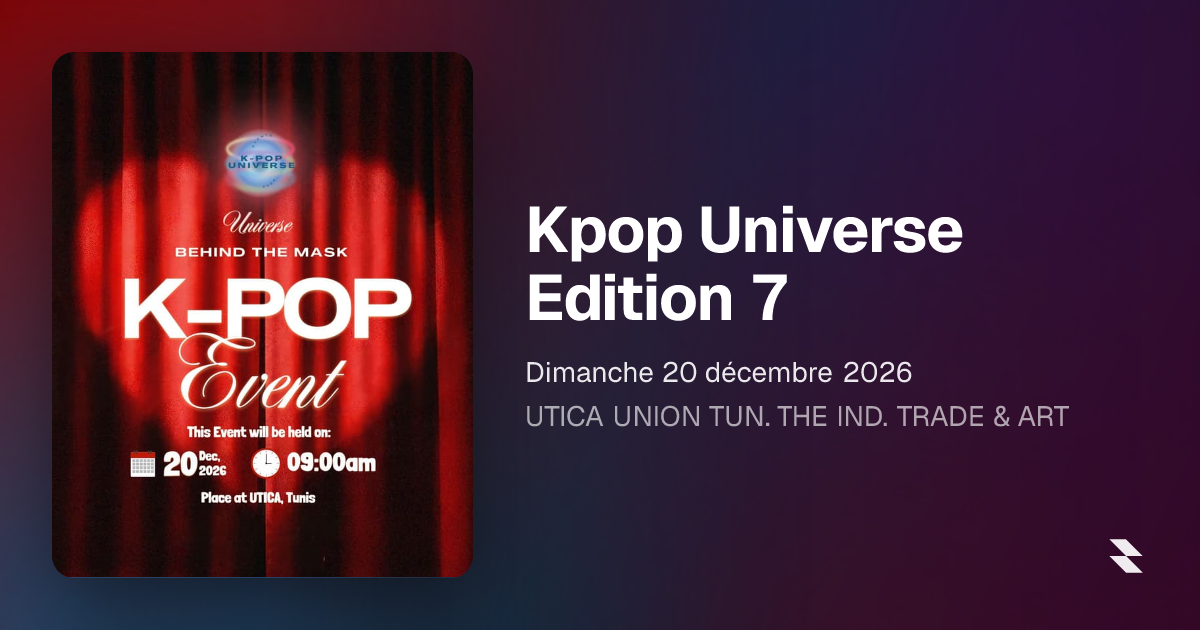 K-POP
UNIVERSE
Universe
BEHIND THE MASK
K-POP
Event
This Event will be held on:
20 Dec, 2026 09:00am
Place at UTICA, Tunis
Kpop Universe
Edition 7
Dimanche 20 décembre 2026
UTICA UNION TUN. THE IND. TRADE & ART